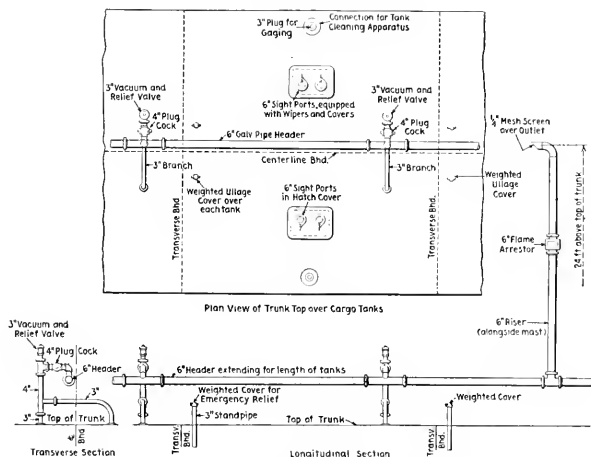 3" Plug for
Gaging
Connection for Tank
Cleaning Apparatus
3" Vacuum and
Relief Valve
4" Plug
Cock
6" Sight Ports, equipped
with Wipers and Covers
3" Vacuum and
Relief Valve
4" Plug
Cock
6" Galv Pipe Header
Centerline Bhd.
3" Branch
3" Branch
Weighted Ullage
Cover over
each tank
6" Sight Ports
in Hatch Cover
Weighted
Ullage
Cover
Transverse Bhd.
Transverse Bhd.
Mesh Screen
over Outlet
24 ft above top of trunk
6" Flame
Arrestor
6" Riser
(alongside mast)
Plan View of Trunk Top over Cargo Tanks
3" Vacuum and
Relief Valve
4" Plug Cock
6" Header
4"
3"
3"
Top of Trunk
℄
Bhd
Transverse Section
6" Header extending for length of tanks
Weighted Cover for
Emergency Relief
3" Standpipe
Top of Trunk
Weighted Cover
Transv.
Bhd.
Transv.
Bhd.
Longitudinal Section